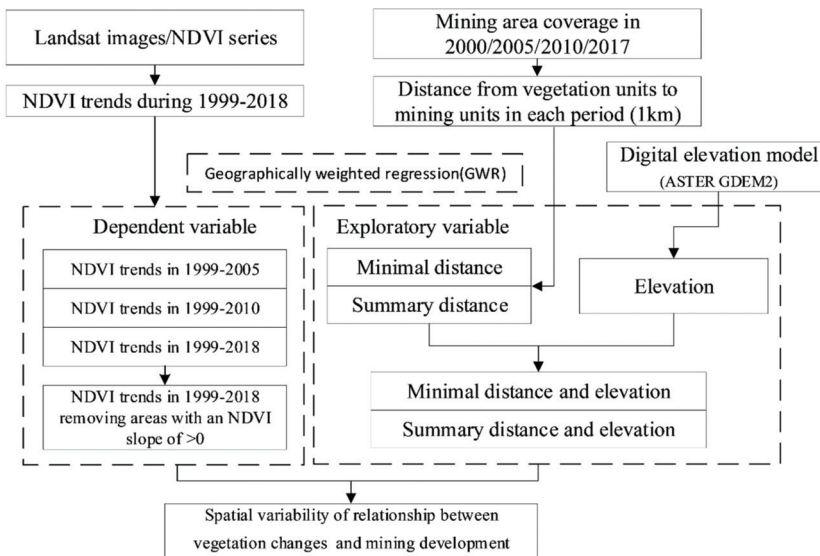 Landsat images/NDVI series
NDVI trends during 1999-2018
Mining area coverage in
2000/2005/2010/2017
Distance from vegetation units to
mining units in each period (1km)
Geographically weighted regression(GWR)
Digital elevation model
(ASTER GDEM2)
Dependent variable
NDVI trends in 1999-2005
NDVI trends in 1999-2010
NDVI trends in 1999-2018
NDVI trends in 1999-2018
removing areas with an NDVI
slope of >0
Exploratory variable
Minimal distance
Summary distance
Elevation
Minimal distance and elevation
Summary distance and elevation
Spatial variability of relationship between
vegetation changes and mining development